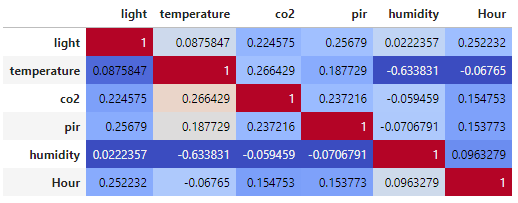 light temperature co2 pir humidity Hour
light 1 0.0875847 0.224575 0.25679 0.0222357 0.252232
temperature 0.0875847 1 0.266429 0.187729 -0.633831 -0.06765
co2 0.224575 0.266429 1 0.237216 -0.059459 0.154753
pir 0.25679 0.187729 0.237216 1 -0.0706791 0.153773
humidity 0.0222357 -0.633831 -0.059459 -0.0706791 1 0.0963279
Hour 0.252232 -0.06765 0.154753 0.153773 0.0963279 1